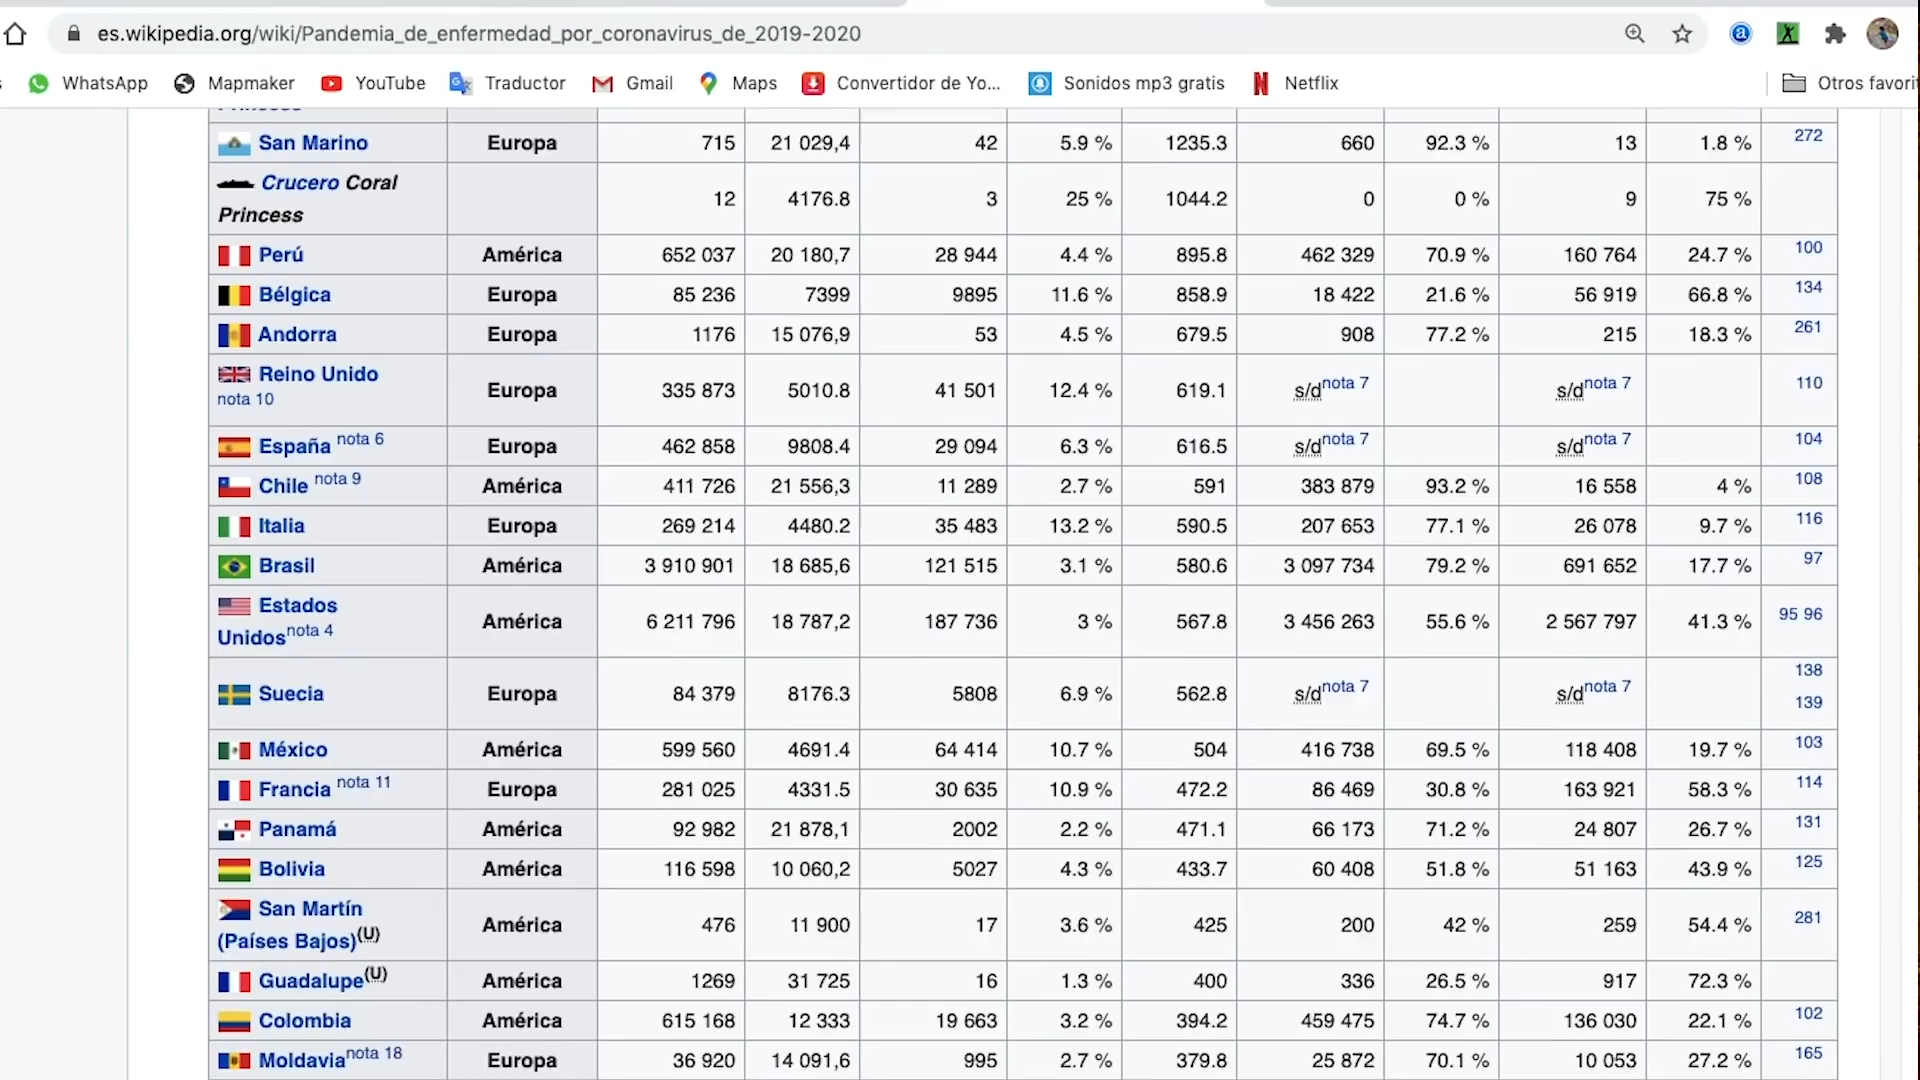 es.wikipedia.org/wiki/Pandemia_de_enfermedad_por_coronavirus_de_2019-2020
WhatsApp Mapmaker YouTube Traductor Gmail Maps Convertidor de Yo... Sonidos mp3 gratis Netflix Otros favori
San Marino Europa 715 21 029,4 42 5.9 % 1235.3 660 92.3 % 13 1.8 % 272
Crucero Coral
Princess 12 4176.8 3 25 % 1044.2 0 0 % 9 75 %
Perú América 652 037 20 180,7 28 944 4.4 % 895.8 462 329 70.9 % 160 764 24.7 % 100
Bélgica Europa 85 236 7399 9895 11.6 % 858.9 18 422 21.6 % 56 919 66.8 % 134
Andorra Europa 1176 15 076,9 53 4.5 % 679.5 908 77.2 % 215 18.3 % 261
Reino Unido
nota 10 Europa 335 873 5010.8 41 501 12.4 % 619.1 s/d nota 7 s/d nota 7 110
España nota 6 Europa 462 858 9808.4 29 094 6.3 % 616.5 s/d nota 7 s/d nota 7 104
Chile nota 9 América 411 726 21 556,3 11 289 2.7 % 591 383 879 93.2 % 16 558 4 % 108
Italia Europa 269 214 4480.2 35 483 13.2 % 590.5 207 653 77.1 % 26 078 9.7 % 116
Brasil América 3 910 901 18 685,6 121 515 3.1 % 580.6 3 097 734 79.2 % 691 652 17.7 % 97
Estados
Unidos nota 4 América 6 211 796 18 787,2 187 736 3 % 567.8 3 456 263 55.6 % 2 567 797 41.3 % 95 96
Suecia Europa 84 379 8176.3 5808 6.9 % 562.8 s/d nota 7 s/d nota 7 138
139
México América 599 560 4691.4 64 414 10.7 % 504 416 738 69.5 % 118 408 19.7 % 103
Francia nota 11 Europa 281 025 4331.5 30 635 10.9 % 472.2 86 469 30.8 % 163 921 58.3 % 114
Panamá América 92 982 21 878,1 2002 2.2 % 471.1 66 173 71.2 % 24 807 26.7 % 131
Bolivia América 116 598 10 060,2 5027 4.3 % 433.7 60 408 51.8 % 51 163 43.9 % 125
San Martín
(Países Bajos)(U) América 476 11 900 17 3.6 % 425 200 42 % 259 54.4 % 281
Guadalupe(U) América 1269 31 725 16 1.3 % 400 336 26.5 % 917 72.3 %
Colombia América 615 168 12 333 19 663 3.2 % 394.2 459 475 74.7 % 136 030 22.1 % 102
Moldavia nota 18 Europa 36 920 14 091,6 995 2.7 % 379.8 25 872 70.1 % 10 053 27.2 % 165